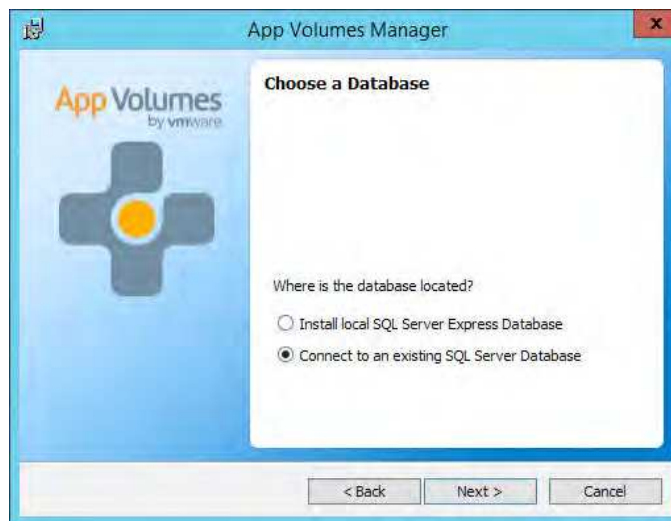 App Volumes Manager
x
App Volumes
by vmware
Choose a Database
Where is the database located?
Install local SQL Server Express Database
Connect to an existing SQL Server Database
< Back
Next >
Cancel